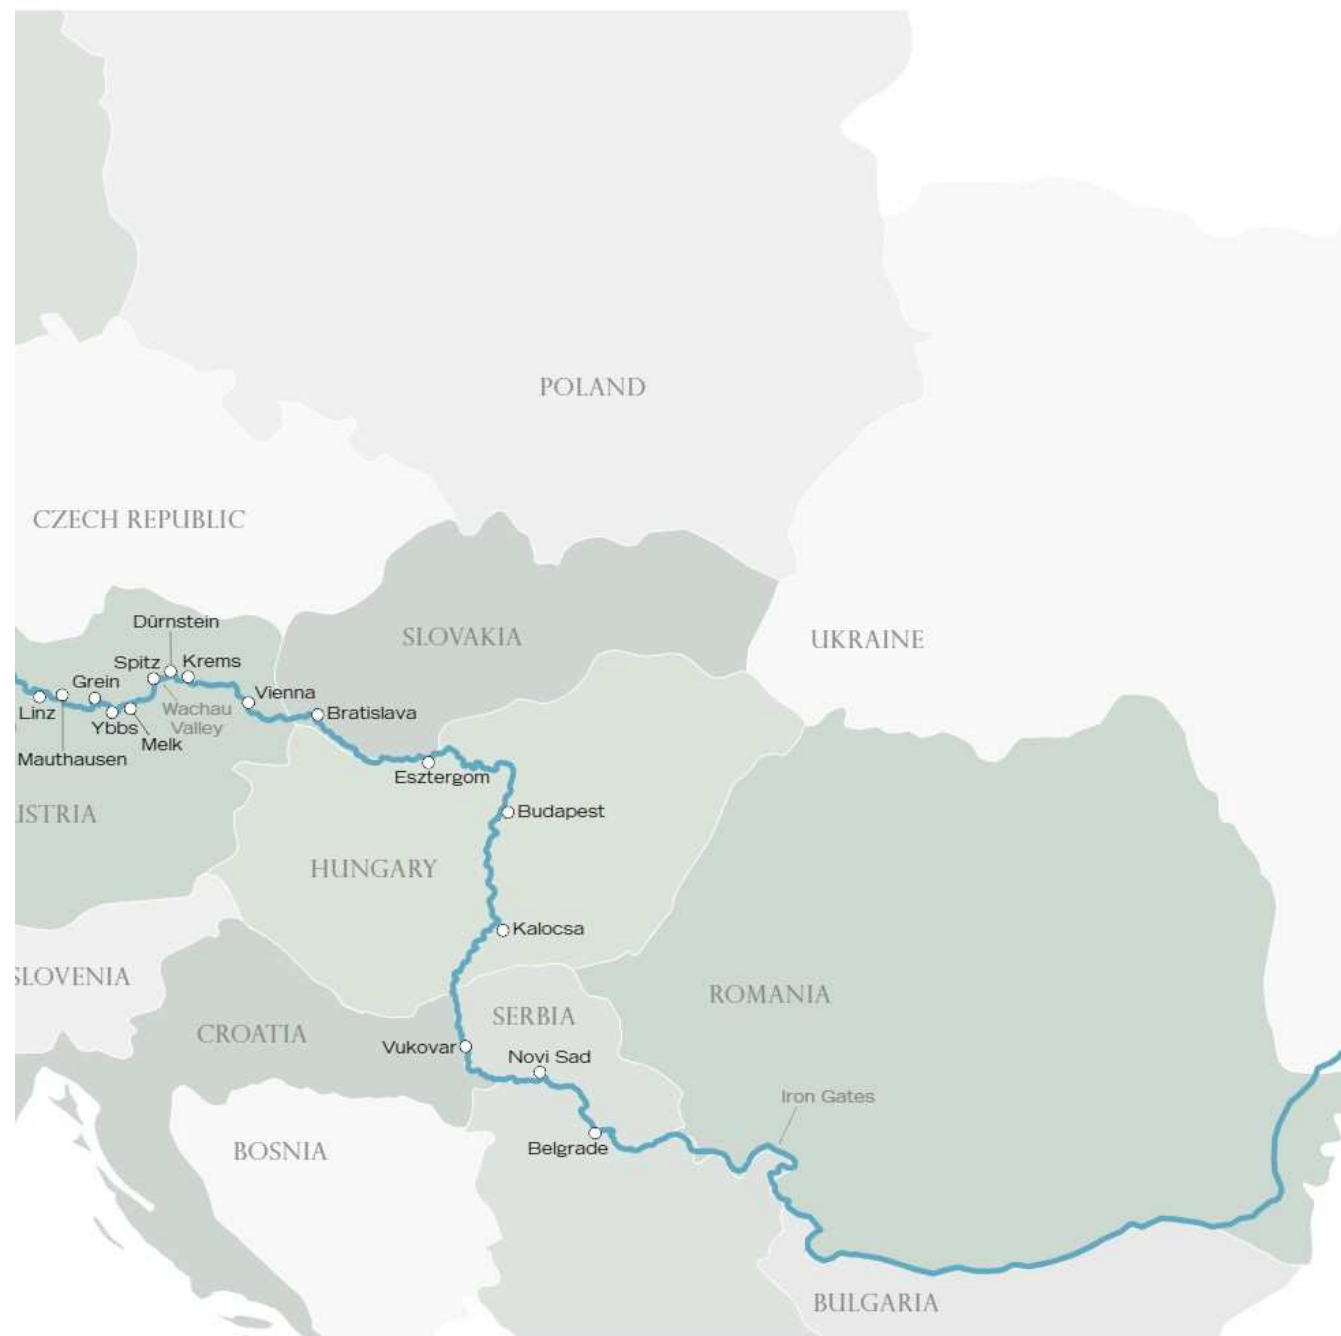 POLAND
CZECH REPUBLIC
Dürnstein
SLOVAKIA
UKRAINE
Spitz
Krems
Grein
Vienna
Wachau
Valley
Linz
Bratislava
Ybbs
Melk
Mauthausen
Esztergom
USTRIA
Budapest
HUNGARY
Kalocsa
SLOVENIA
ROMANIA
SERBIA
CROATIA
Vukovar
Novi Sad
Iron Gates
BOSNIA
Belgrade
BULGARIA